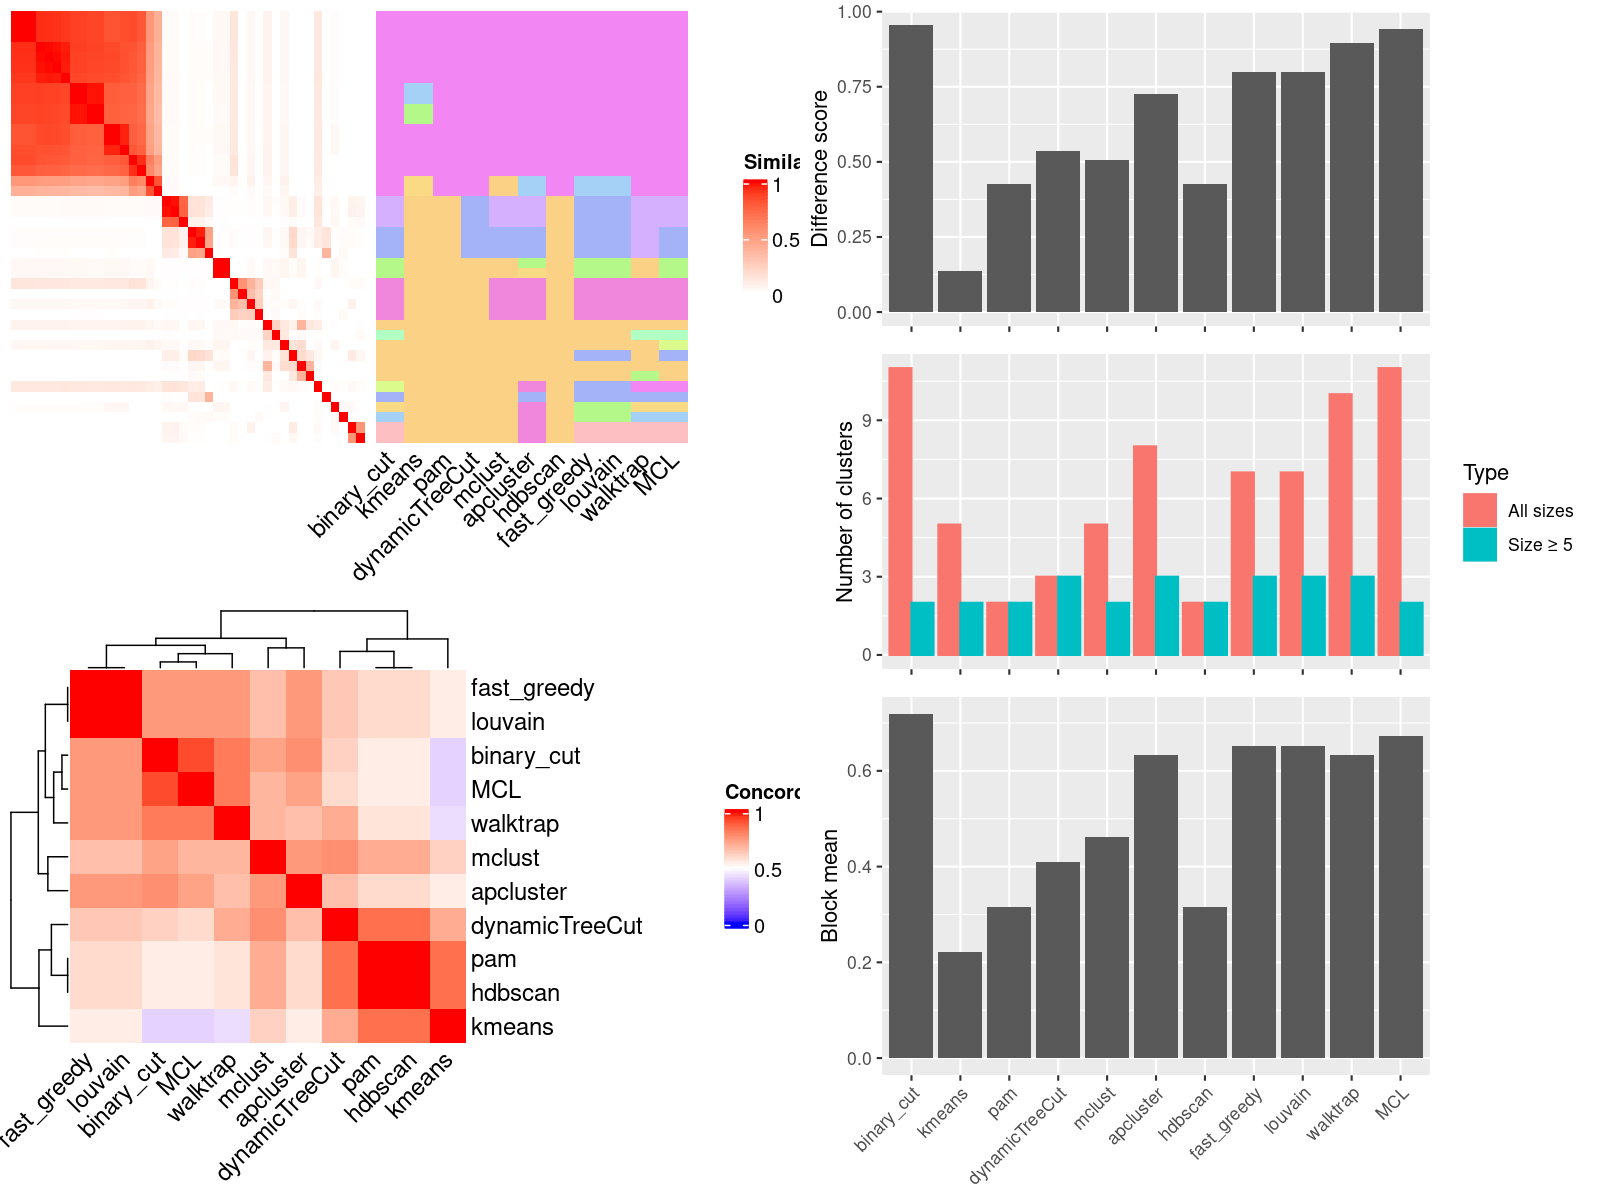 Simila
1
0.5
0
binary_cut
kmeans
pam
dynamicTreeCut
mclust
apcluster
hdbscan
fast_greedy
louvain
walktrap
MCL
fast_greedy
louvain
binary_cut
MCL
walktrap
mclust
apcluster
dynamicTreeCut
pam
hdbscan
kmeans
Concord
1
0.5
0
fast_greedy
louvain
binary_cut
MCL
walktrap
mclust
apcluster
dynamicTreeCut
pam
hdbscan
kmeans
Difference score
1.00
0.75
0.50
0.25
0.00
Number of clusters
9
6
3
0
Type
All sizes
Size ≥ 5
Block mean
0.6
0.4
0.2
0.0
binary_cut
kmeans
pam
dynamicTreeCut
mclust
apcluster
hdbscan
fast_greedy
louvain
walktrap
MCL